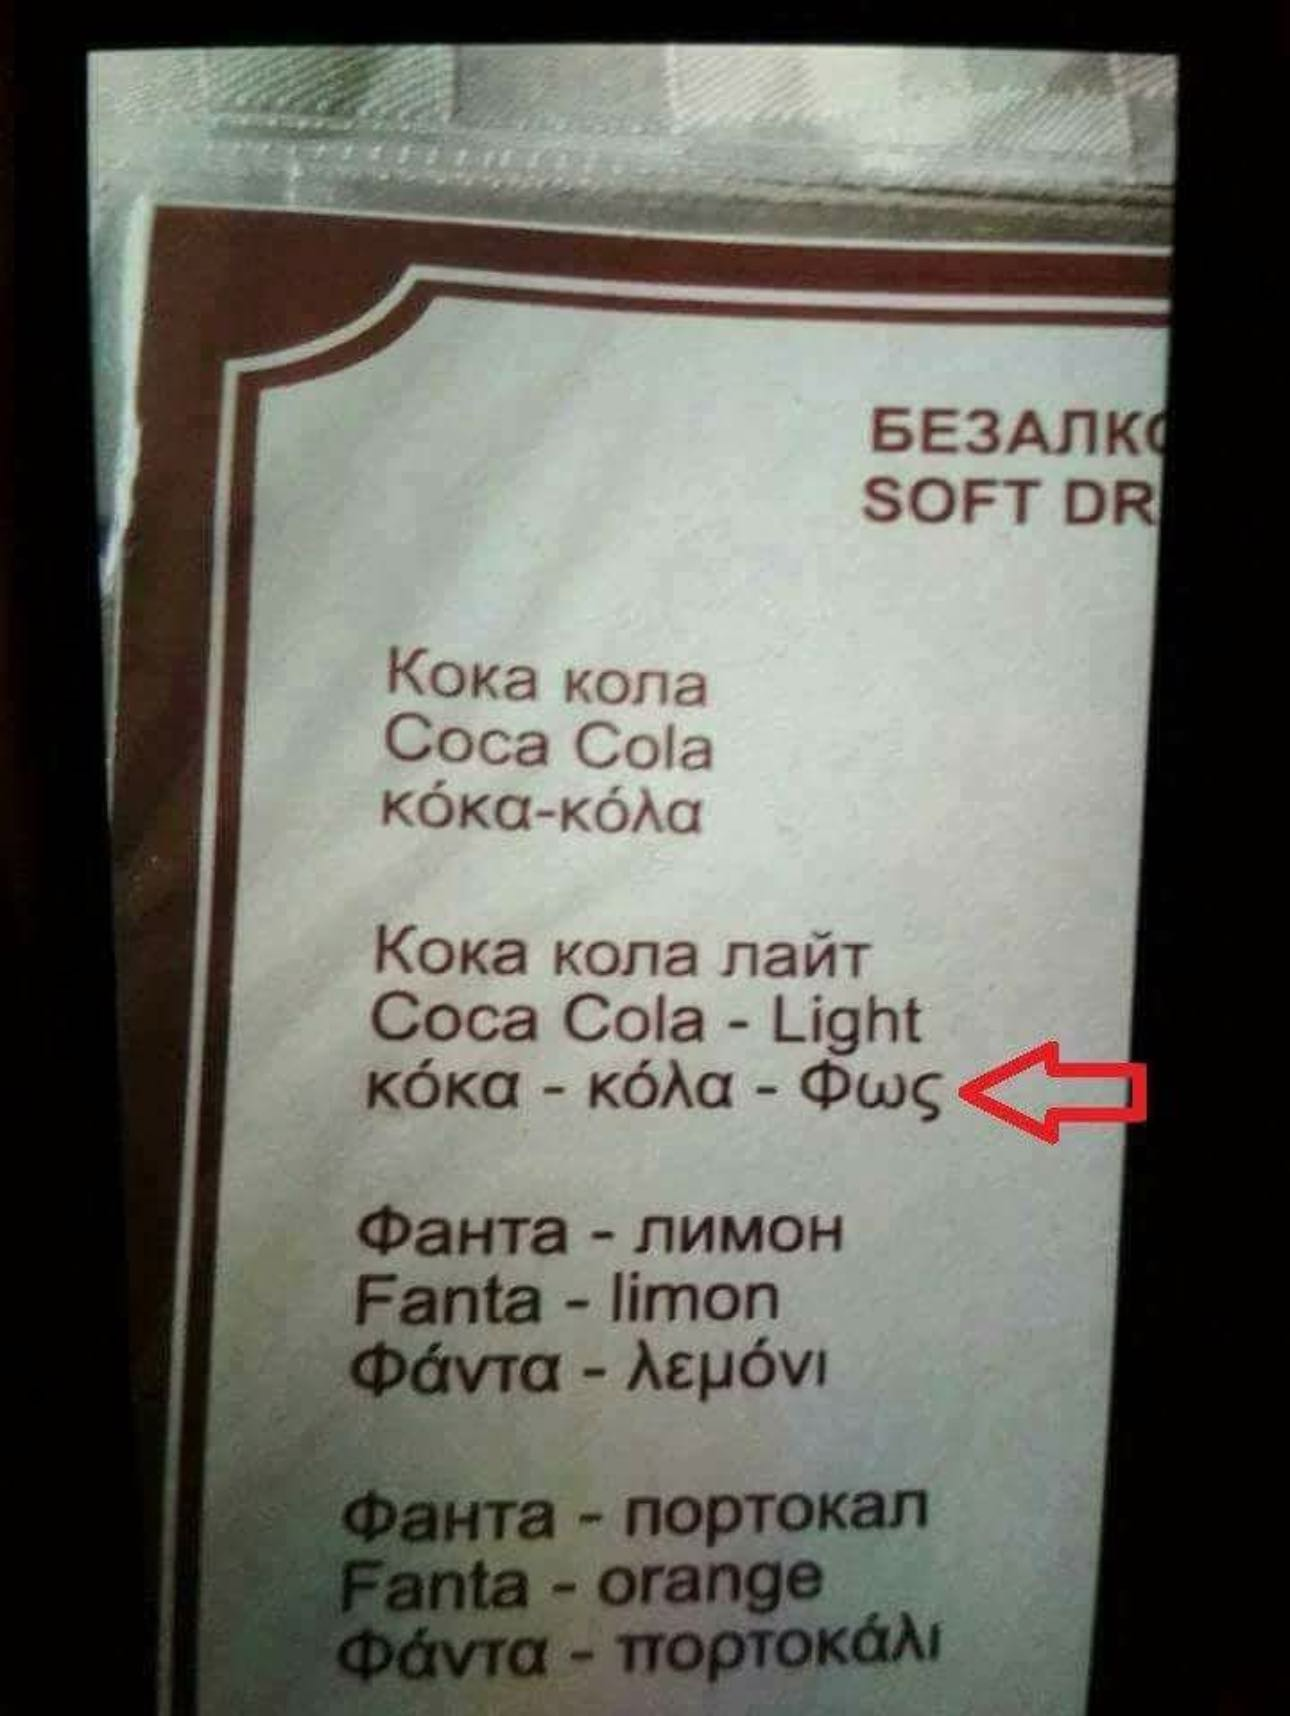 БЕЗАЛКО
SOFT DR
Кока кола
Coca Cola
κόκα-κόλα
Кока кола лайт
Coca Cola - Light
κόκα - κόλα - Φως
Фанта - лимон
Fanta - limon
Φάντα - λεμόνι
Фанта - портокал
Fanta - orange
Φάντα - πορτοκάλι